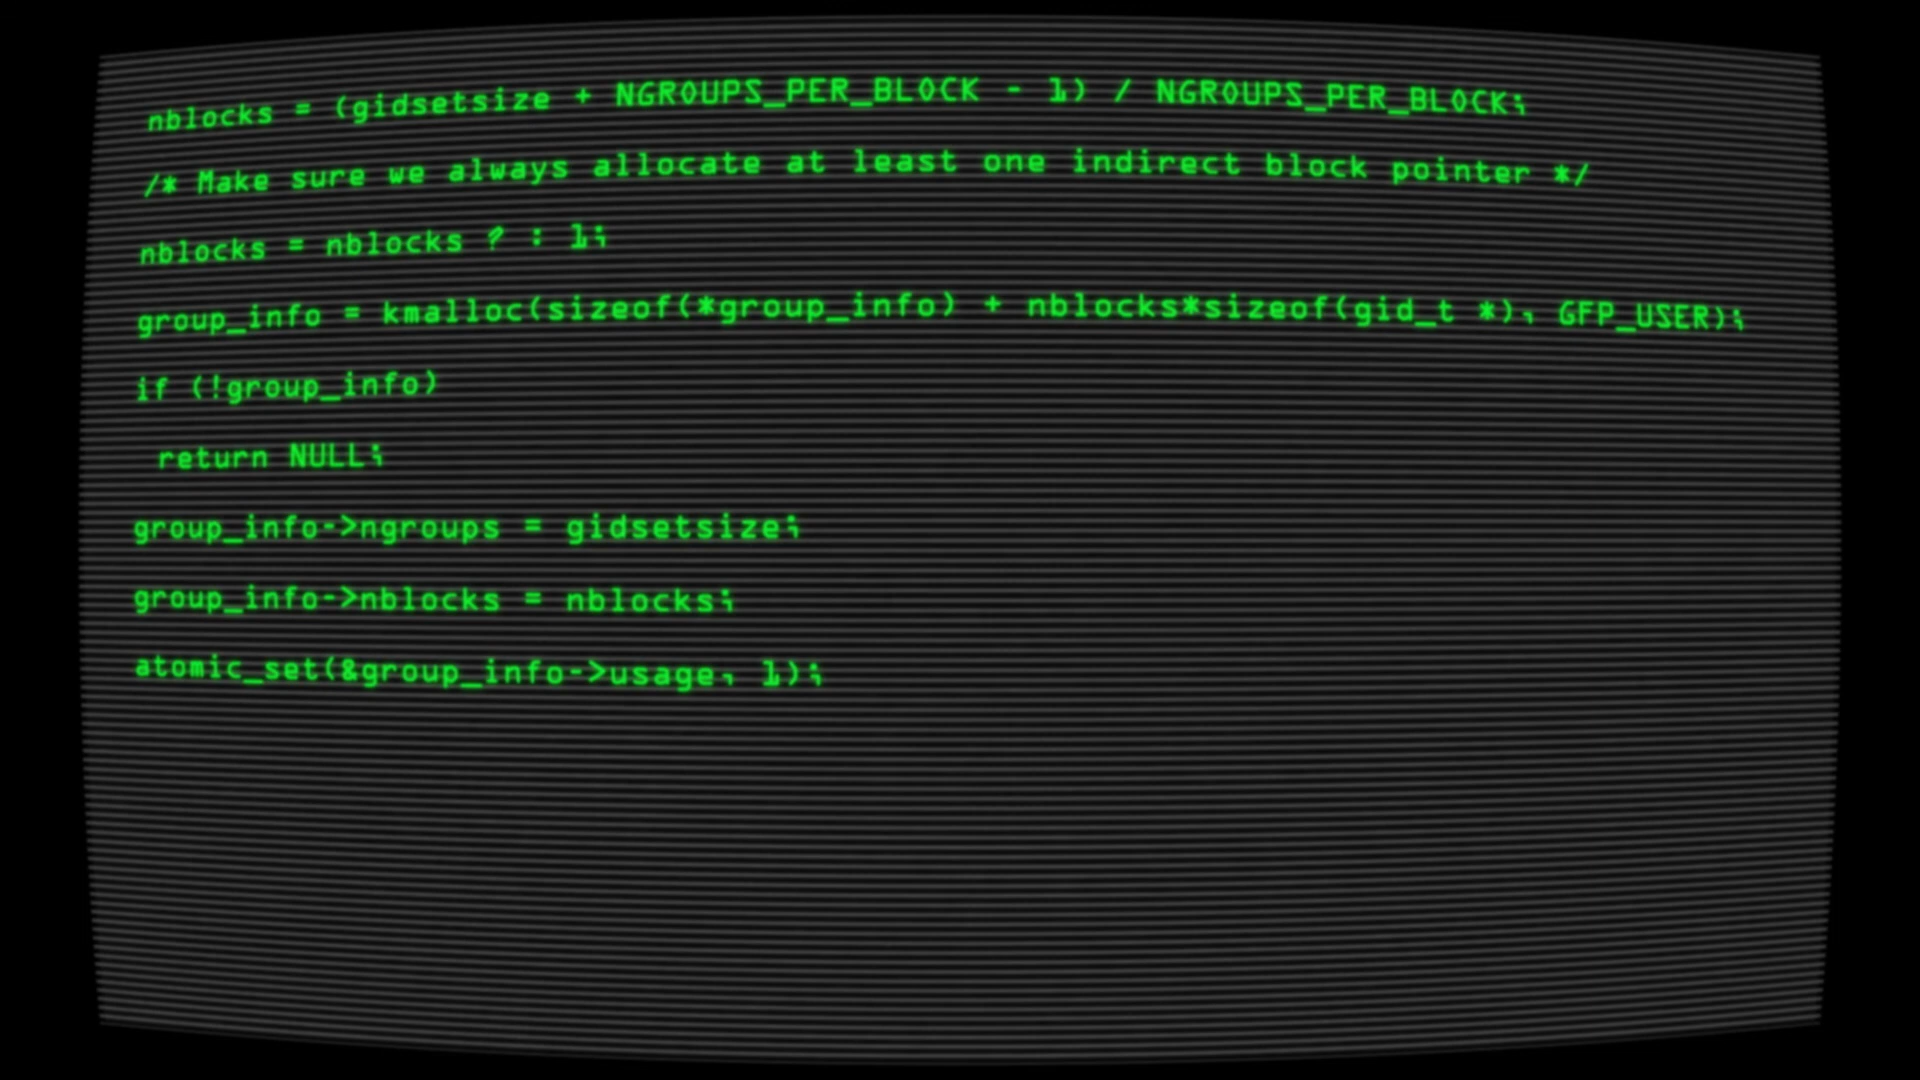 nblocks = (gidsetsize + NGROUPS_PER_BLOCK - 1) / NGROUPS_PER_BLOCK;
/* Make sure we always allocate at least one indirect block pointer */
nblocks = nblocks ? : 1;
group_info = kmalloc(sizeof(*group_info) + nblocks*sizeof(gid_t *), GFP_USER);
if (!group_info)
return NULL;
group_info->ngroups = gidsetsize;
group_info->nblocks = nblocks;
atomic_set(&group_info->usage, 1);